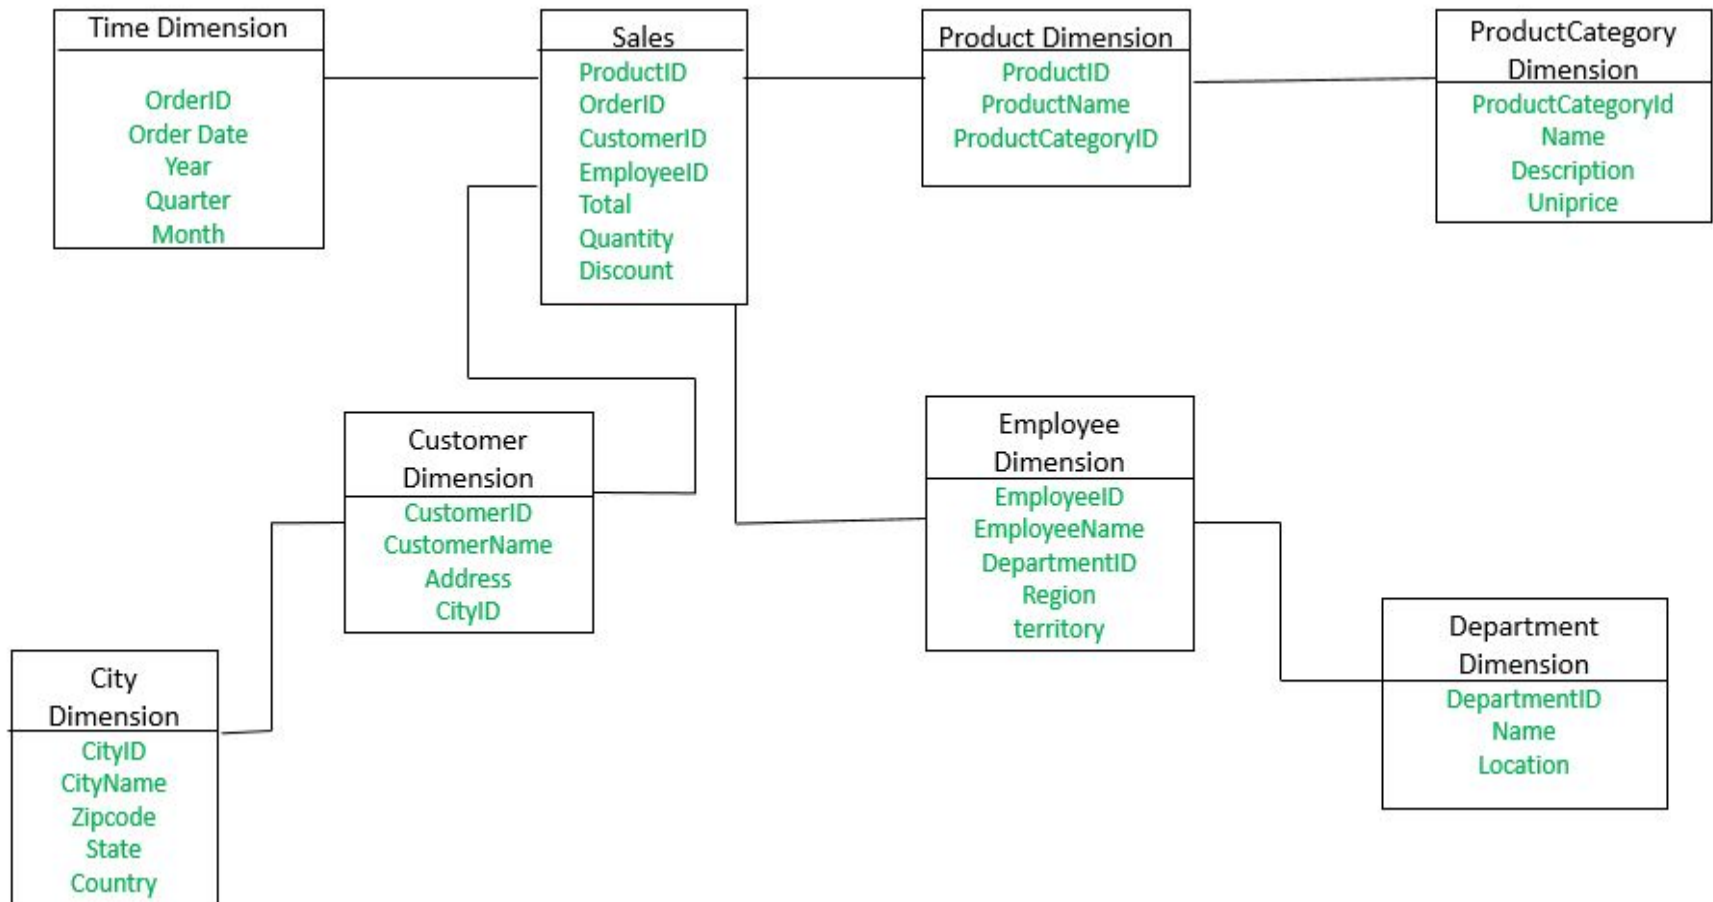 Time Dimension
OrderID
Order Date
Year
Quarter
Month
Sales
ProductID
OrderID
CustomerID
EmployeeID
Total
Quantity
Discount
Product Dimension
ProductID
ProductName
ProductCategoryID
ProductCategory
Dimension
ProductCategoryId
Name
Description
Uniprice
Customer
Dimension
CustomerID
CustomerName
Address
CityID
Employee
Dimension
EmployeeID
EmployeeName
DepartmentID
Region
territory
City
Dimension
CityID
CityName
Zipcode
State
Country
Department
Dimension
DepartmentID
Name
Location